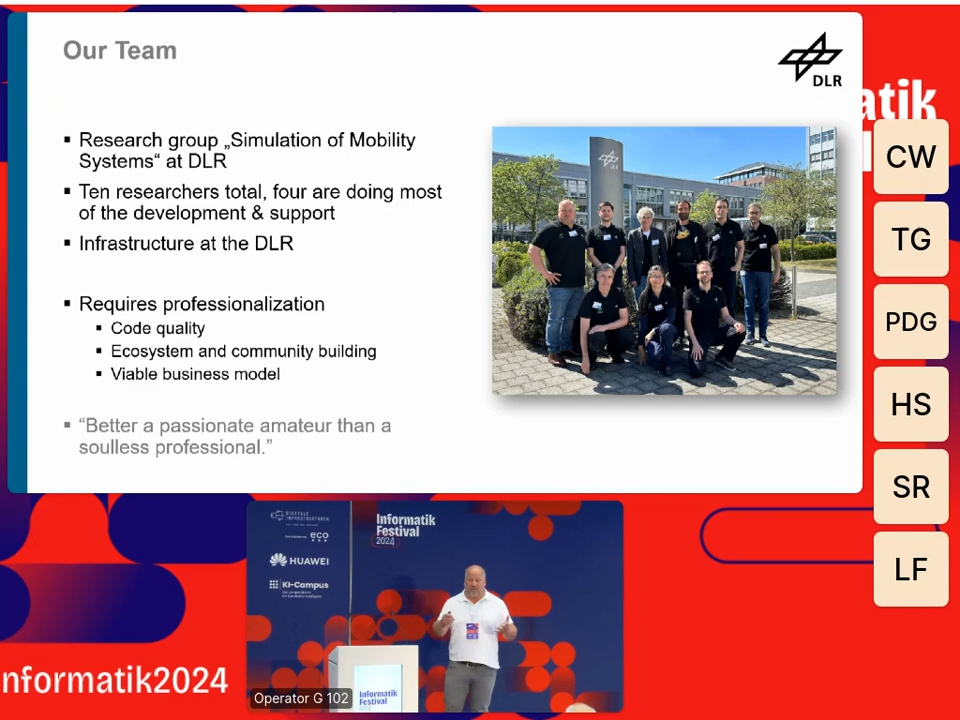 Our Team
DLR
▪ Research group „Simulation of Mobility
Systems“ at DLR
▪ Ten researchers total, four are doing most
of the development & support
▪ Infrastructure at the DLR
▪ Requires professionalization
▪ Code quality
▪ Ecosystem and community building
▪ Viable business model
▪ “Better a passionate amateur than a
soulless professional.”
atik
CW
TG
PDG
HS
SR
LF
DIGITALE
INFRASTRUKTUREN
eco
HUAWEI
KI-Campus
Informatik
Festival
2024
Informatik
Festival
Operator G 102
nformatik2024